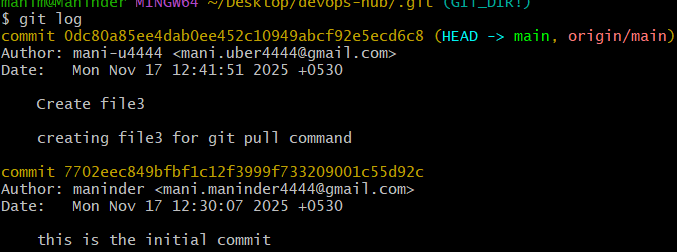 manim@Maninder MINGW64 ~/Desktop/devops-hub/.git (GIT_DIR!)
$ git log
commit 0dc80a85ee4dab0ee452c10949abcf92e5ecd6c8 (HEAD -> main, origin/main)
Author: mani-u4444 <mani.uber4444@gmail.com>
Date:   Mon Nov 17 12:41:51 2025 +0530
Create file3
creating file3 for git pull command
commit 7702eec849bfbf1c12f3999f733209001c55d92c
Author: maninder <mani.maninder4444@gmail.com>
Date:   Mon Nov 17 12:30:07 2025 +0530
this is the initial commit